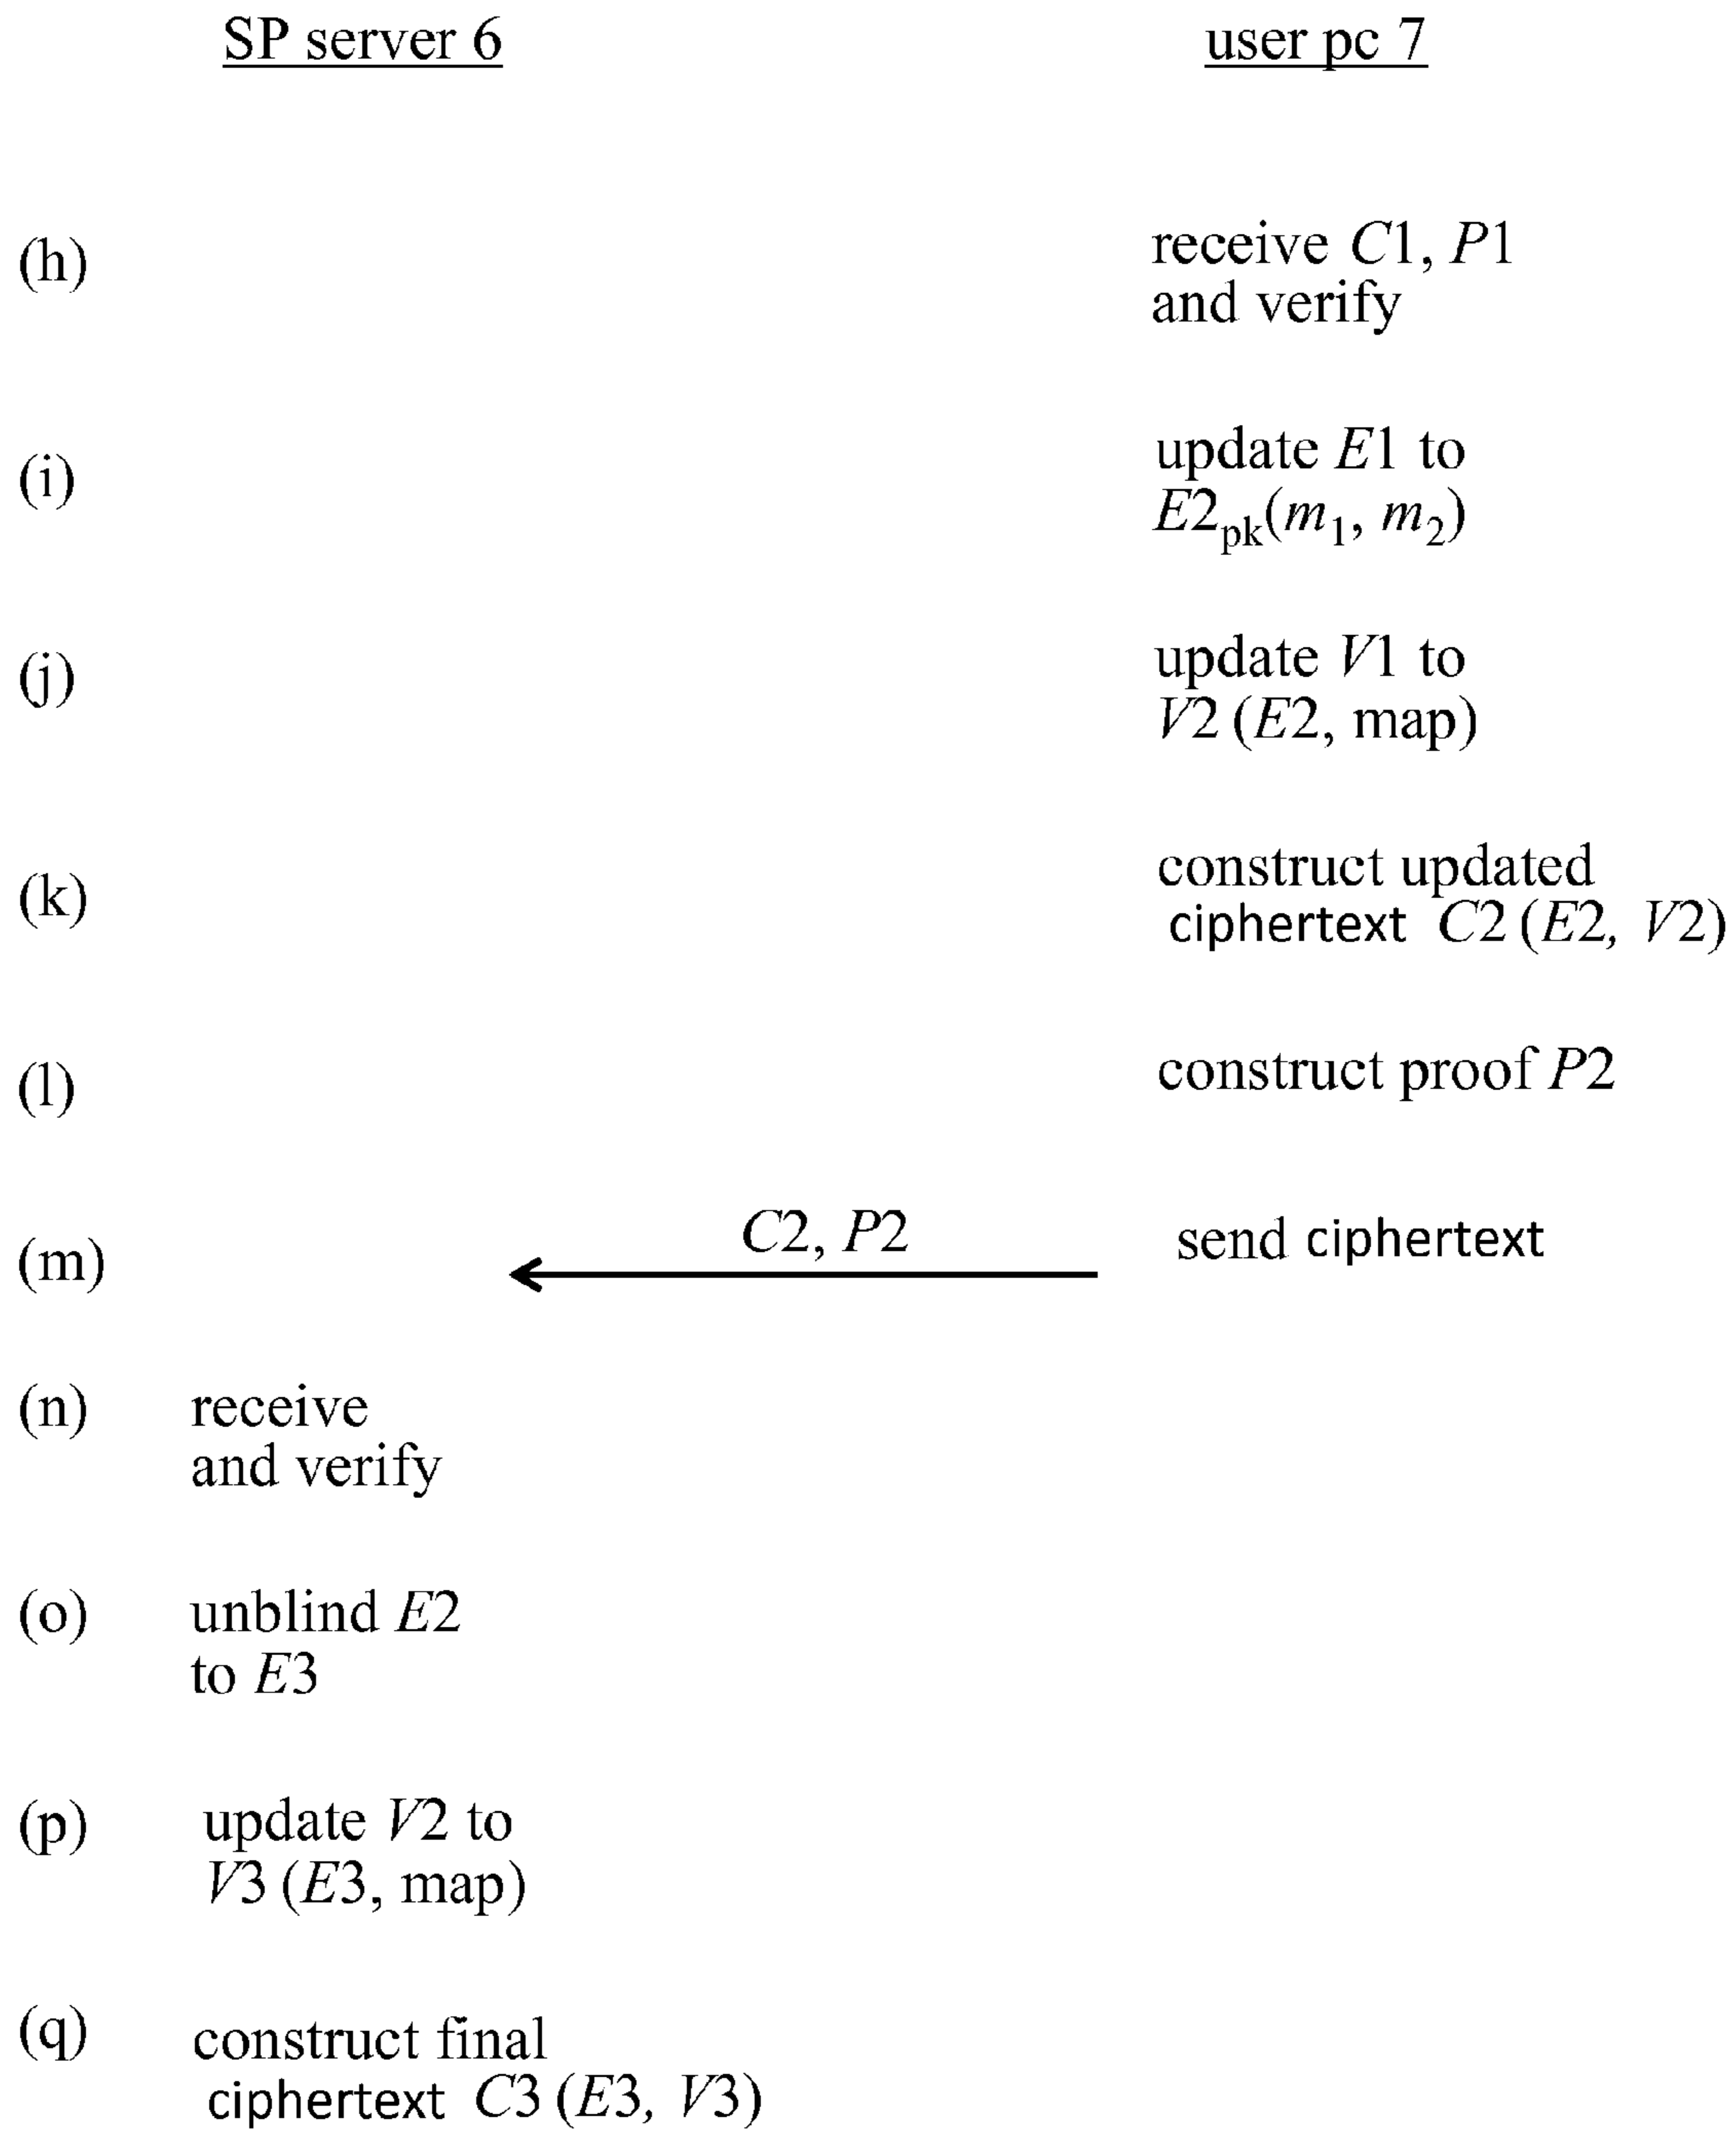 SP server 6 user pc 7
(h) receive C1, P1
and verify
(i) update E1 to
E2pk(m1, m2)
(j) update V1 to
V2 (E2, map)
(k) construct updated
ciphertext C2 (E2, V2)
(l) construct proof P2
(m) C2, P2 send ciphertext
(n) receive
and verify
(o) unblind E2
to E3
(p) update V2 to
V3 (E3, map)
(q) construct final
ciphertext C3 (E3, V3)